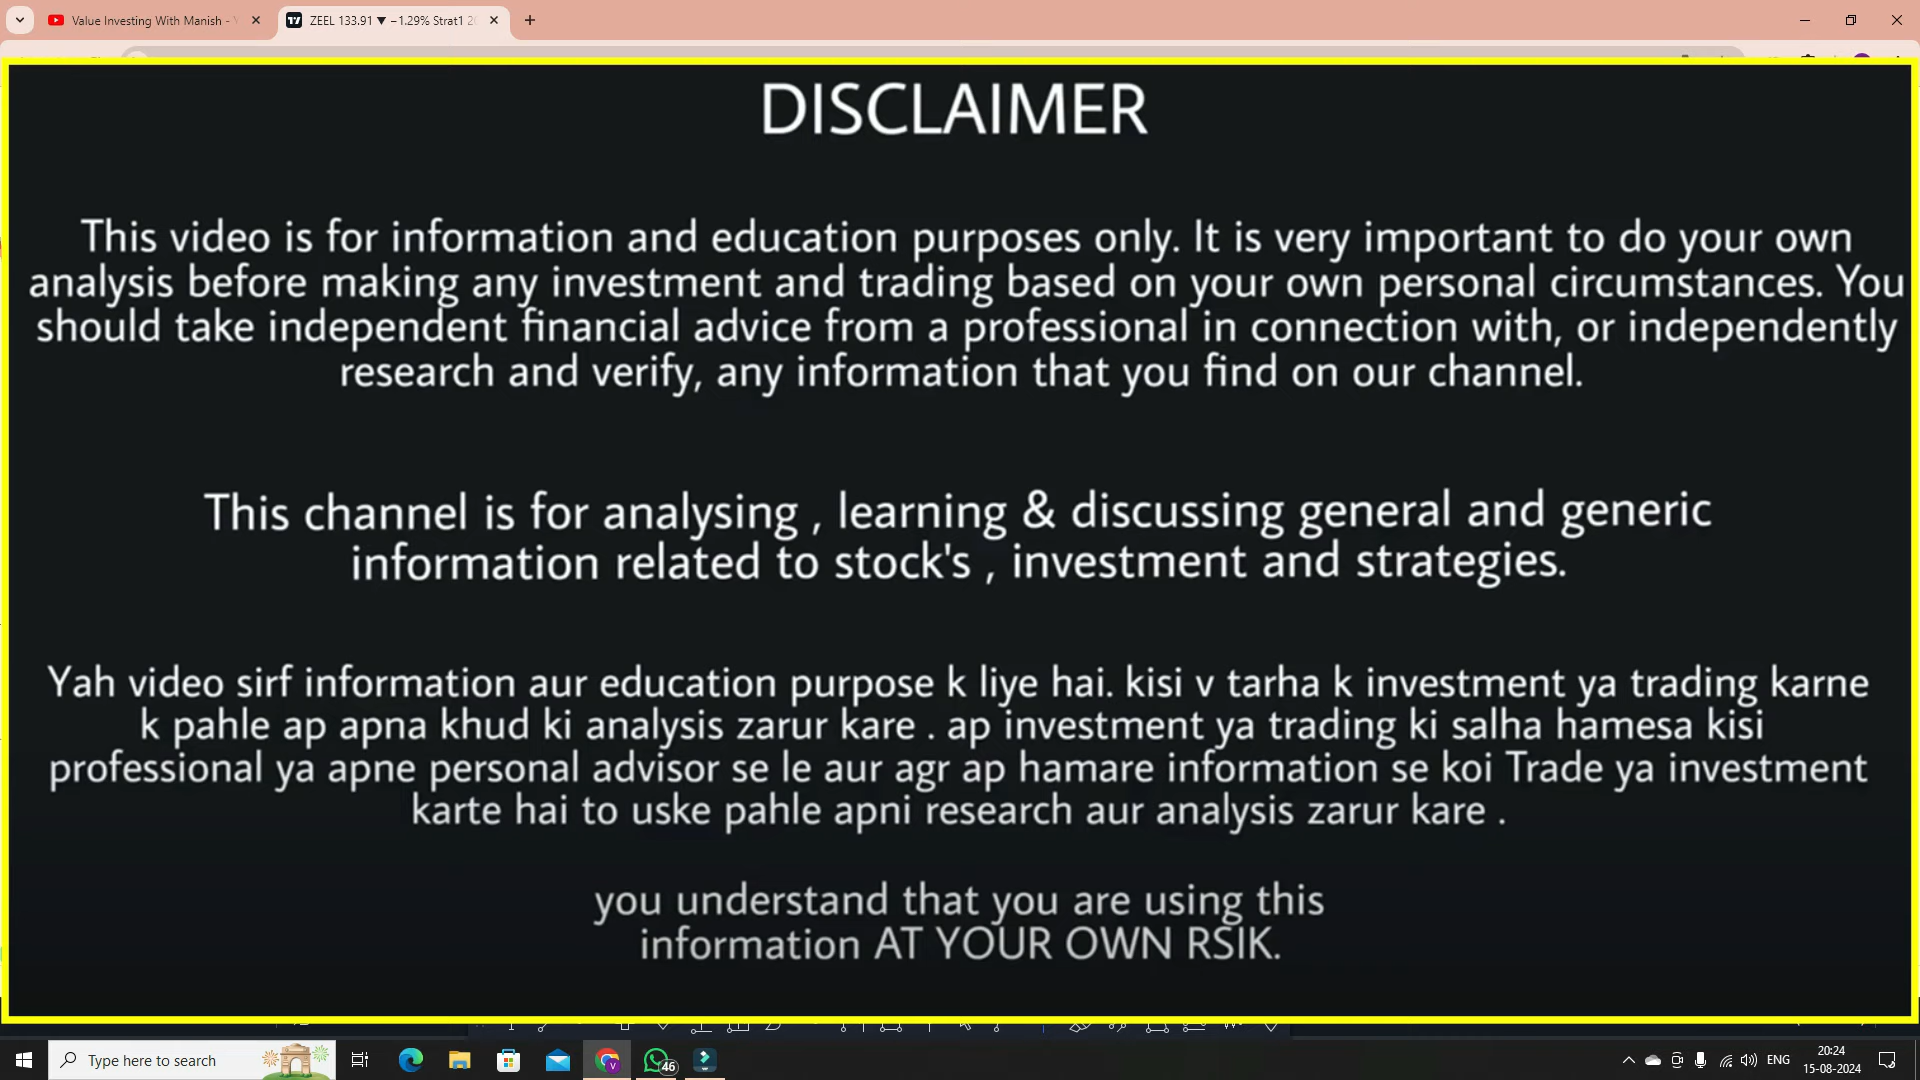 Value Investing With Manish -
ZEEL 133.91 ▼ −1.29% Strat1
DISCLAIMER
This video is for information and education purposes only. It is very important to do your own
analysis before making any investment and trading based on your own personal circumstances. You
should take independent financial advice from a professional in connection with, or independently
research and verify, any information that you find on our channel.
This channel is for analysing , learning & discussing general and generic
information related to stock's , investment and strategies.
Yah video sirf information aur education purpose k liye hai. kisi v tarha k investment ya trading karne
k pahle ap apna khud ki analysis zarur kare . ap investment ya trading ki salha hamesa kisi
professional ya apne personal advisor se le aur agr ap hamare information se koi Trade ya investment
karte hai to uske pahle apni research aur analysis zarur kare .
you understand that you are using this
information AT YOUR OWN RSIK.
Type here to search
46
ENG
20:24
15-08-2024